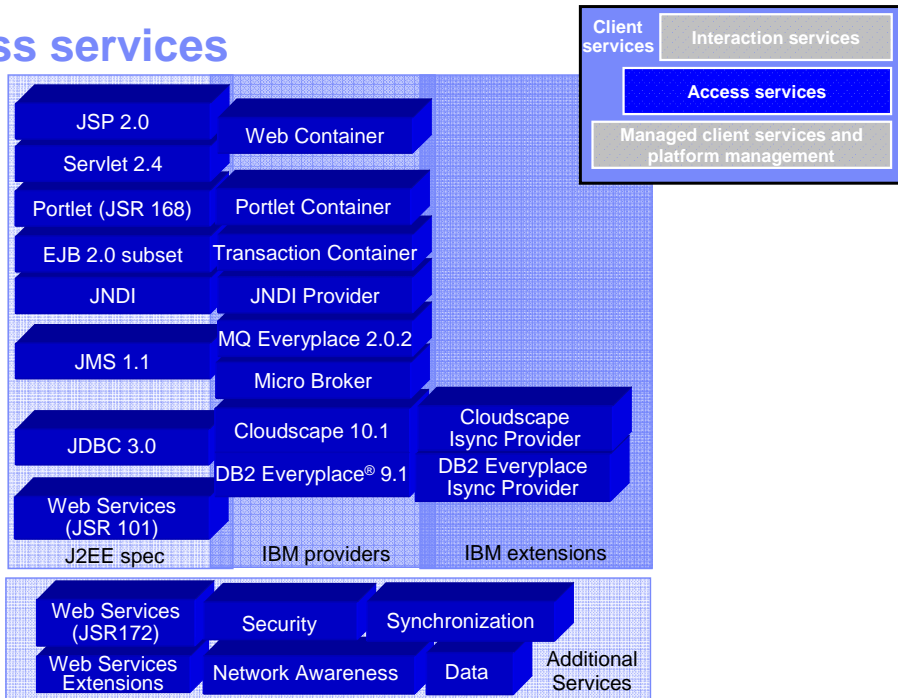 ss services
Client
services
Interaction services
Access services
Managed client services and
platform management
JSP 2.0
Web Container
Servlet 2.4
Portlet (JSR 168)
Portlet Container
EJB 2.0 subset
Transaction Container
JNDI
JNDI Provider
MQ Everyplace 2.0.2
JMS 1.1
Micro Broker
Cloudscape 10.1
Cloudscape
Isync Provider
JDBC 3.0
DB2 Everyplace® 9.1
DB2 Everyplace
Isync Provider
Web Services
(JSR 101)
J2EE spec
IBM providers
IBM extensions
Web Services
(JSR172)
Security
Synchronization
Web Services
Extensions
Network Awareness
Data
Additional
Services